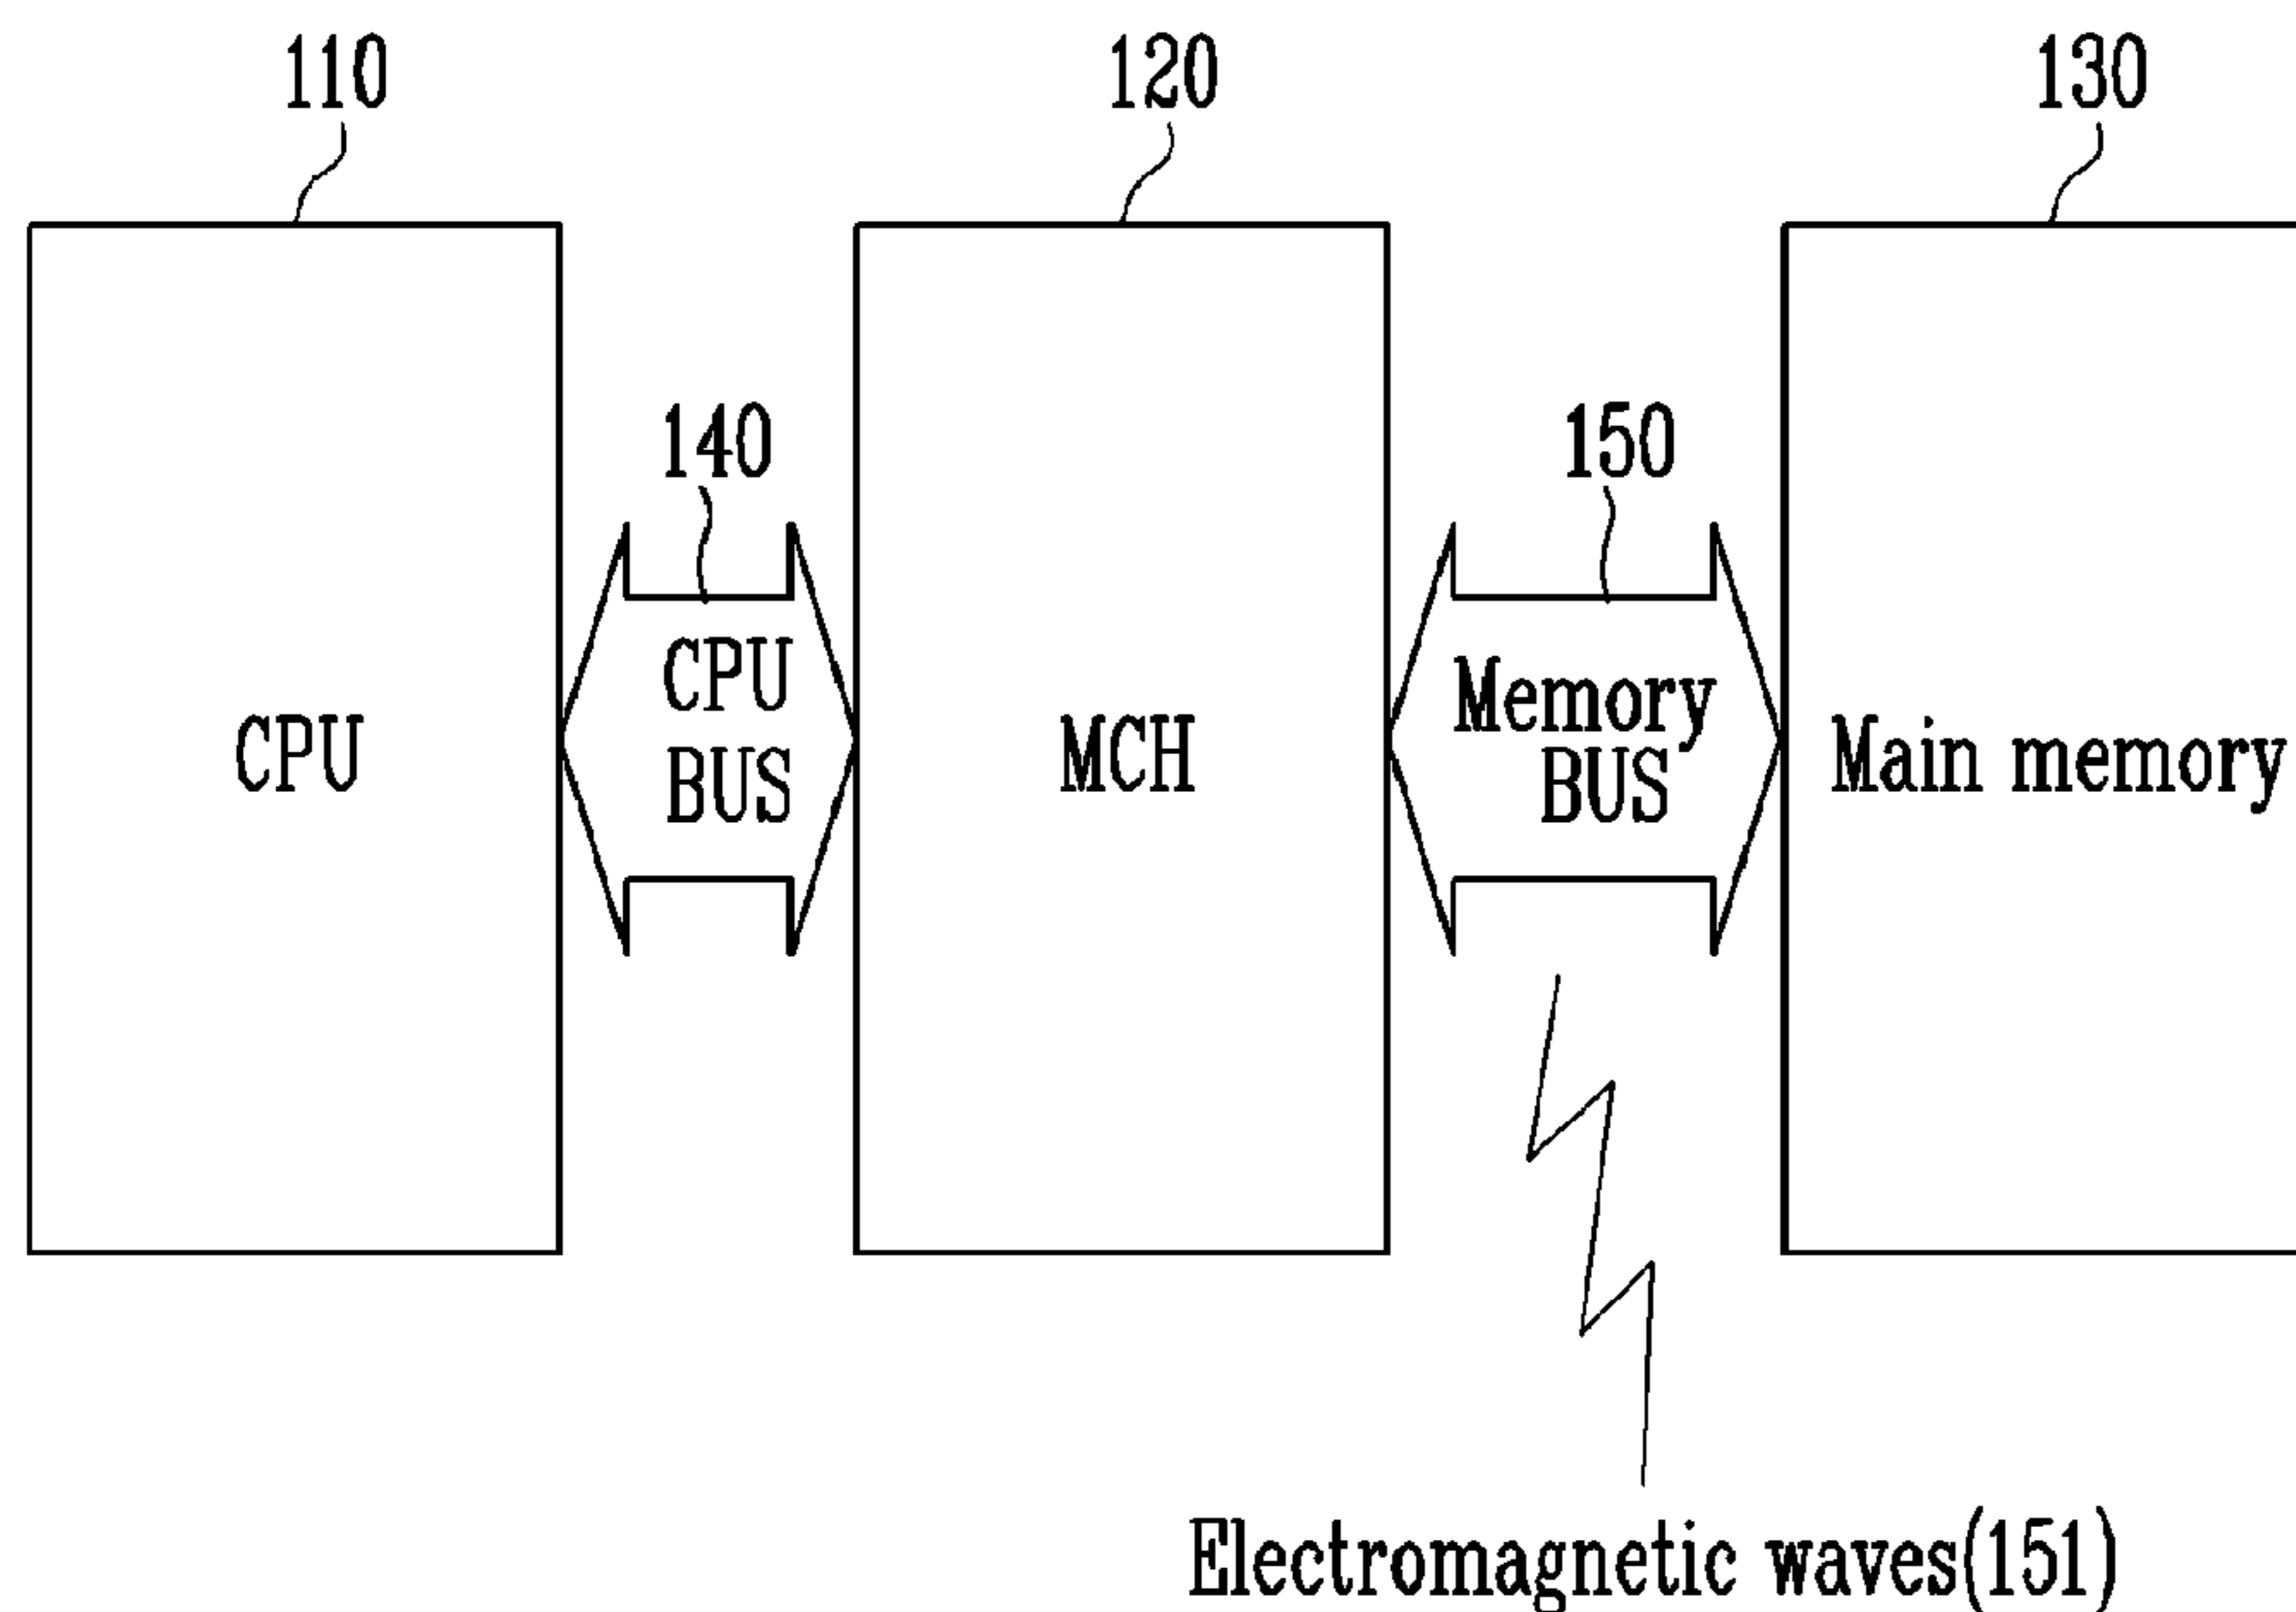 110
120
130
140
150
CPU
CPU
BUS
MCH
Memory
BUS
Main memory
Electromagnetic waves(151)